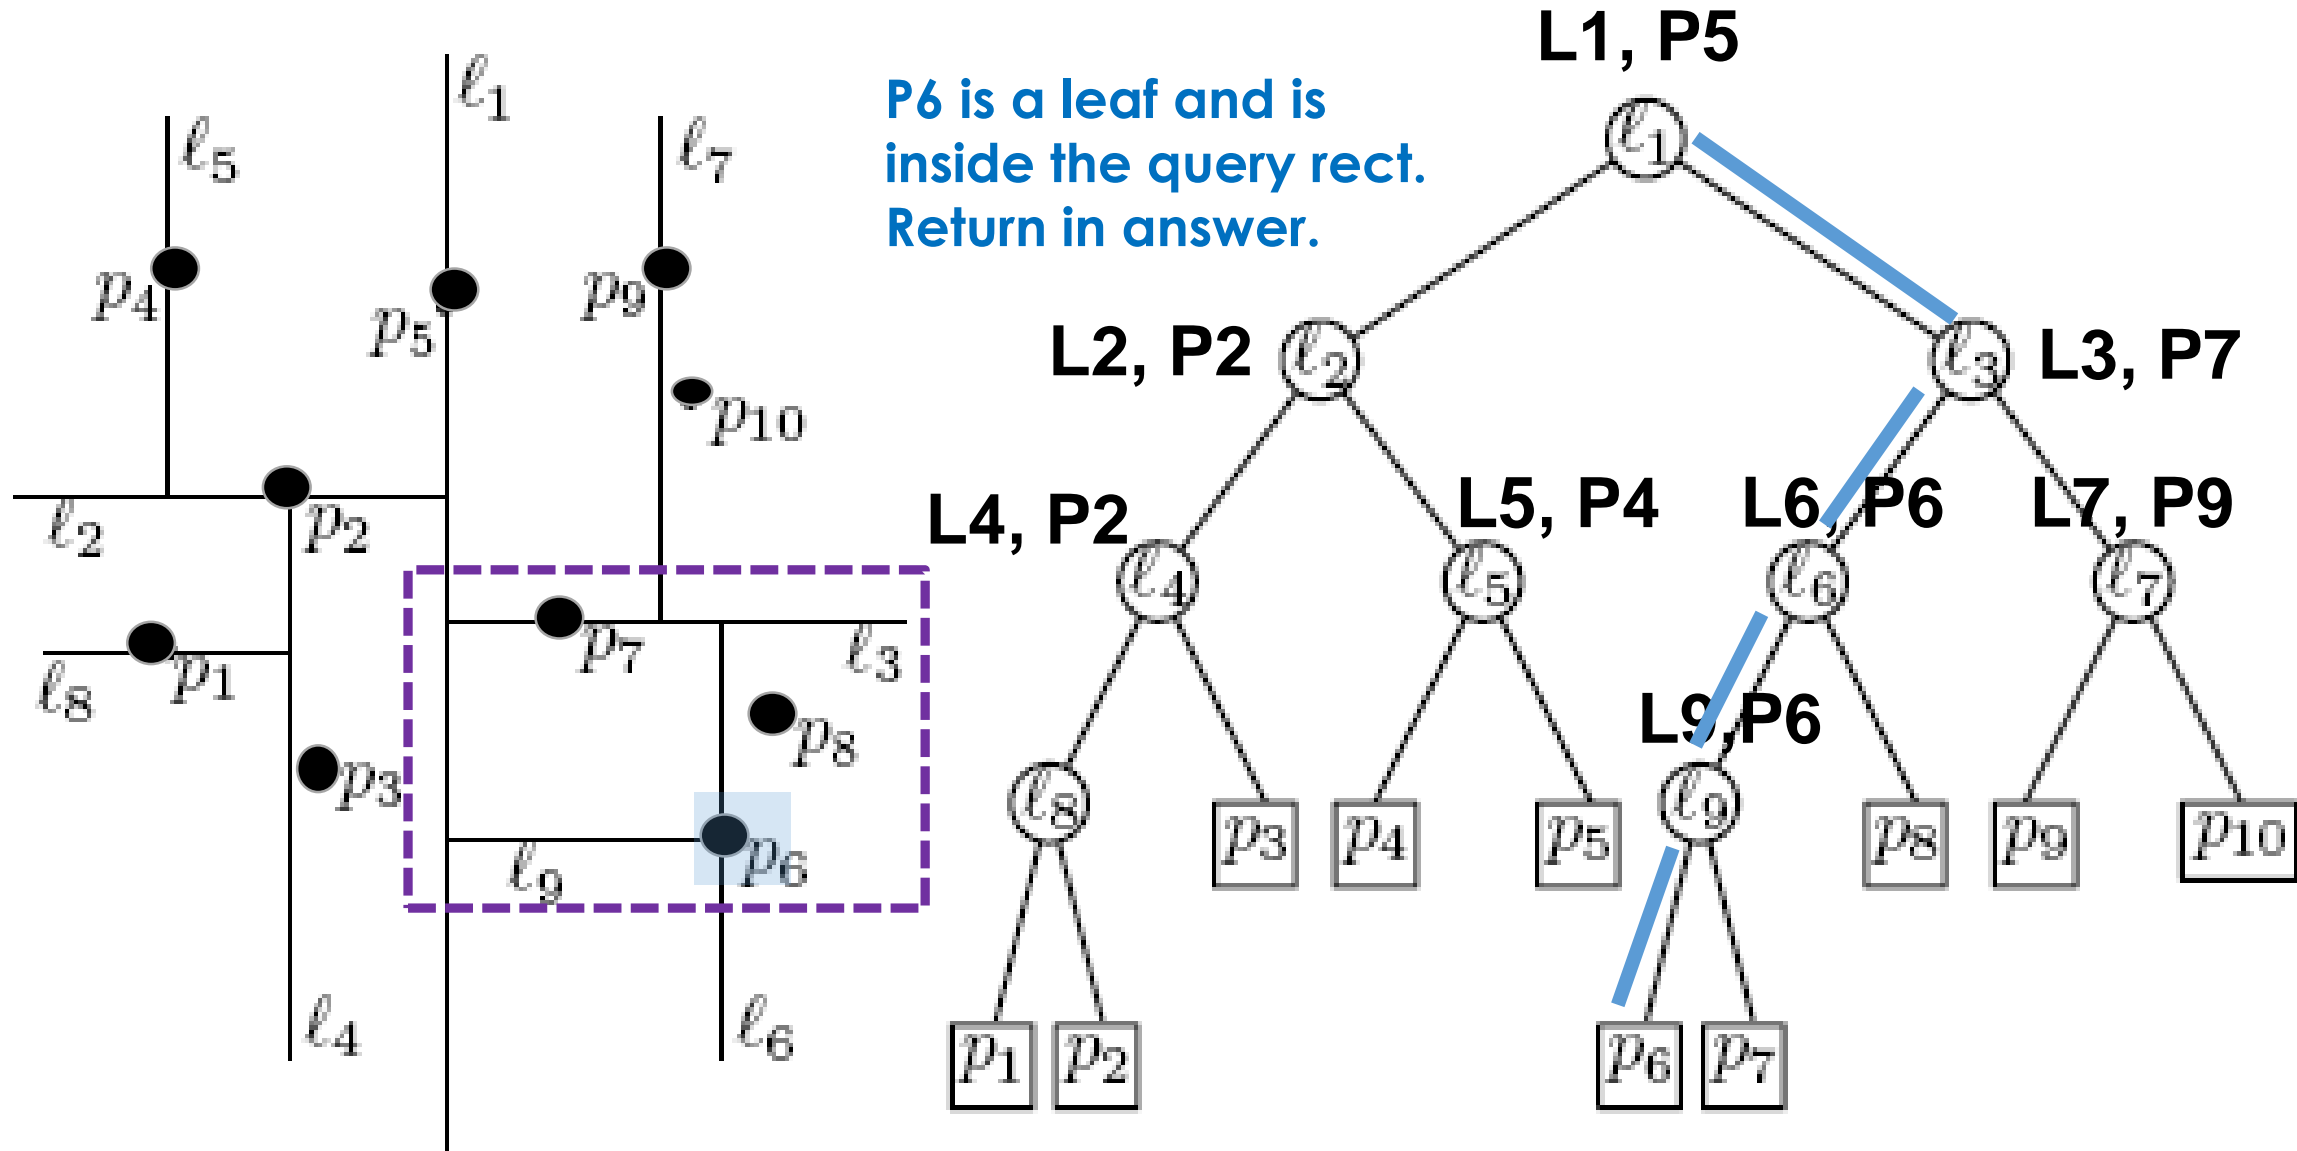 ℓ1
ℓ5
ℓ7
p4
p5
p9
p10
ℓ2
p2
p7
ℓ3
ℓ8
p1
p8
p3
ℓ9
p6
ℓ4
ℓ6
P6 is a leaf and is
inside the query rect.
Return in answer.
L1, P5
ℓ1
L2, P2
ℓ2
ℓ3
L3, P7
L4, P2
L5, P4
L6, P6
L7, P9
ℓ4
ℓ5
ℓ6
ℓ7
L9,P6
ℓ8
p3
p4
p5
ℓ9
p8
p9
p10
p1
p2
p6
p7